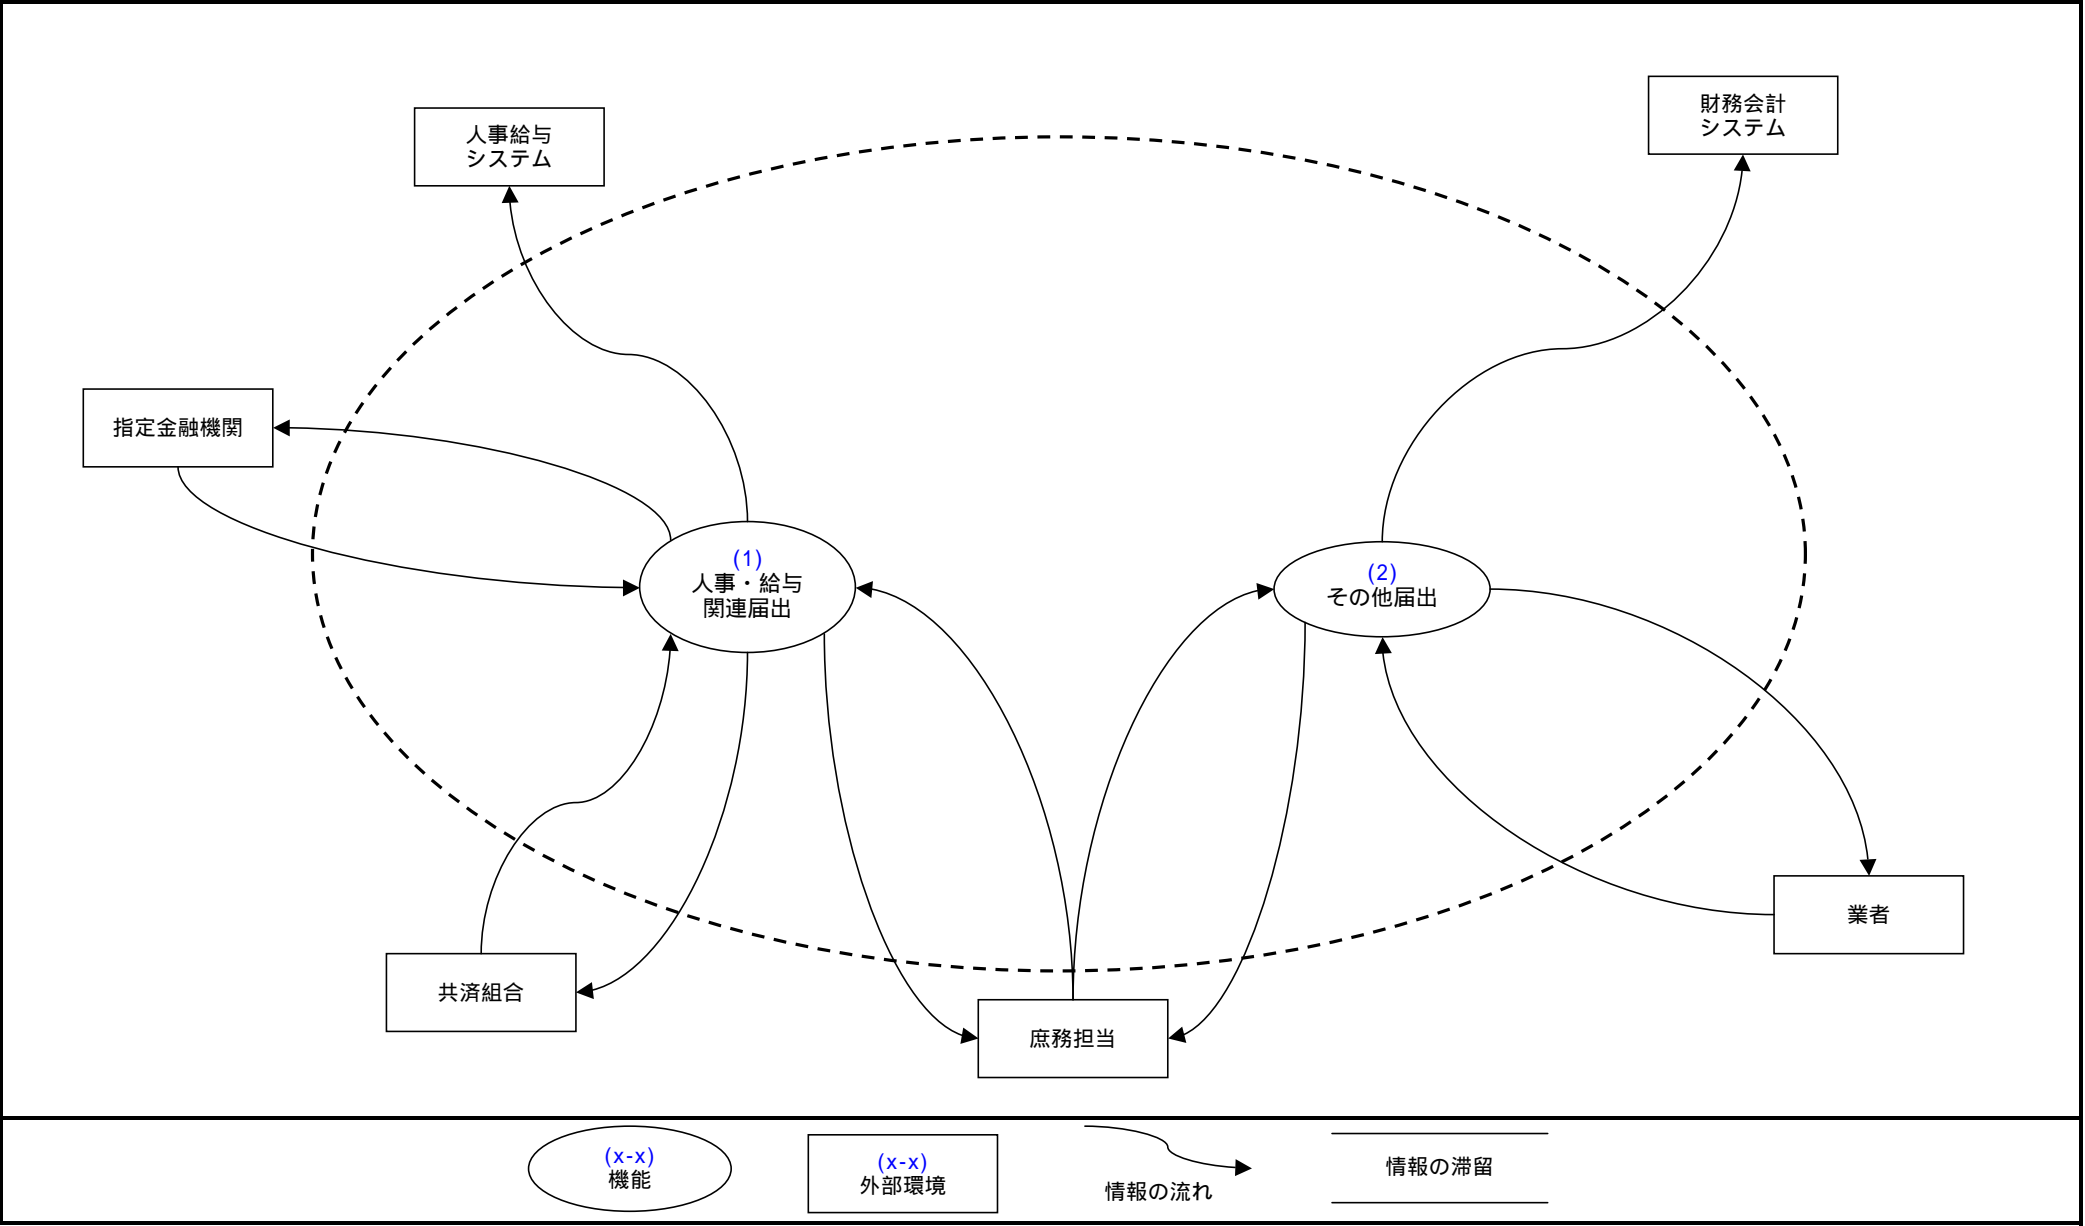 人事給与
システム
財務会計
システム
指定金融機関
(1)
人事・給与
関連届出
(2)
その他届出
業者
共済組合
庶務担当
(x-x)
機能
(x-x)
外部環境
情報の流れ
情報の滞留